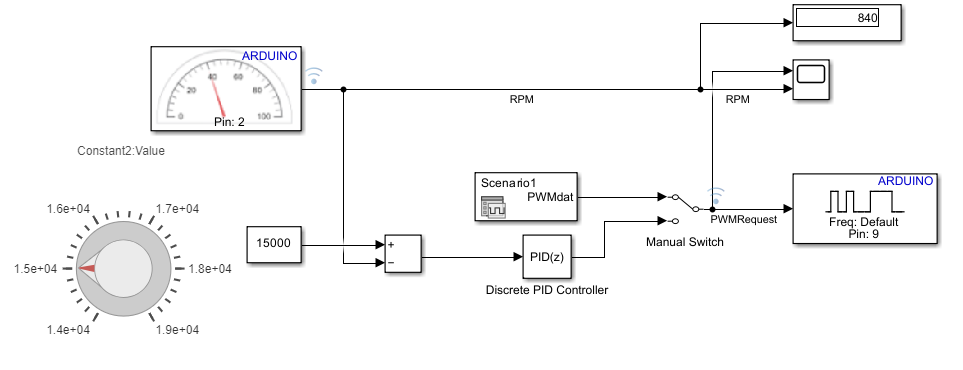 840
ARDUINO
40
60
20
80
0
100
Pin: 2
RPM
RPM
Constant2:Value
Scenario1
PWMdat
ARDUINO
1.6e+04
1.7e+04
PWMRequest
Freq: Default
Pin: 9
15000
+
−
Manual Switch
PID(z)
1.5e+04
1.8e+04
Discrete PID Controller
1.4e+04
1.9e+04